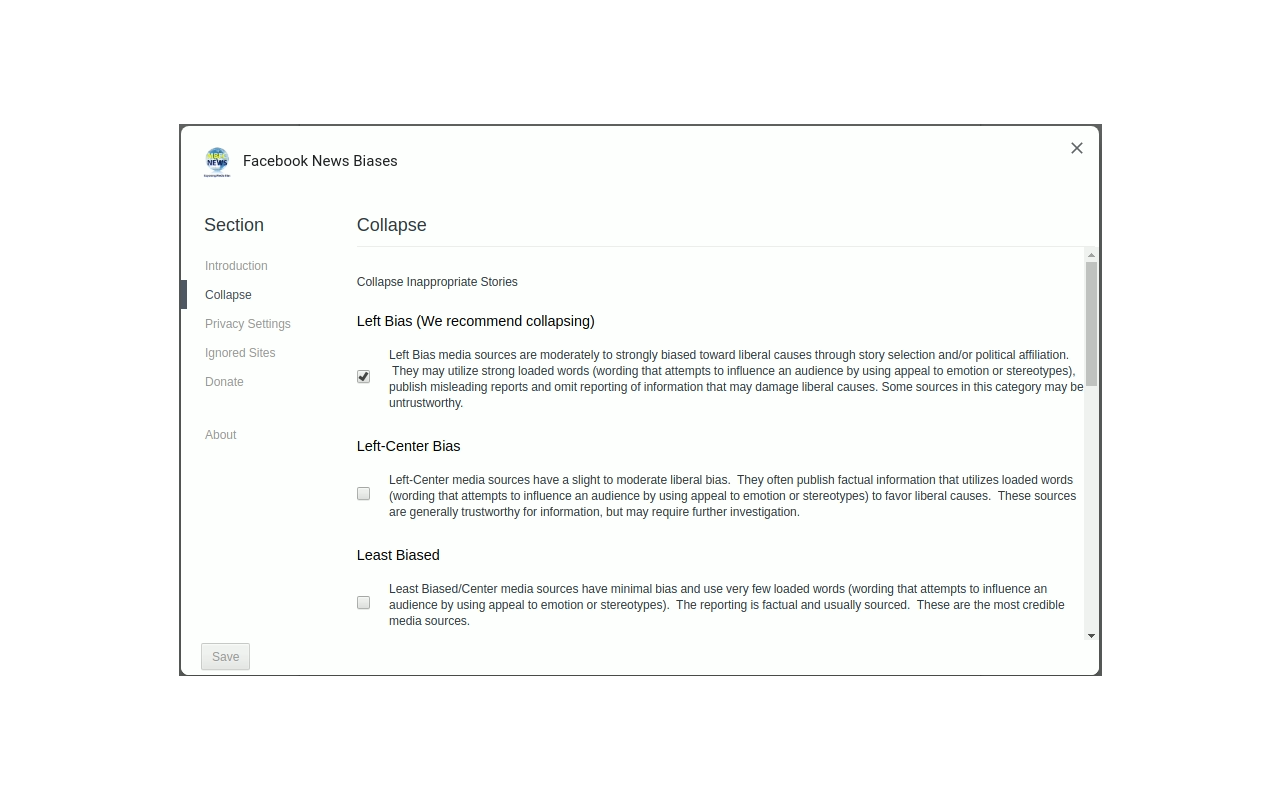 NEWS
Facebook News Biases
Section
Introduction
Collapse
Privacy Settings
Ignored Sites
Donate
About
Collapse
Collapse Inappropriate Stories
Left Bias (We recommend collapsing)
Left Bias media sources are moderately to strongly biased toward liberal causes through story selection and/or political affiliation.
They may utilize strong loaded words (wording that attempts to influence an audience by using appeal to emotion or stereotypes),
publish misleading reports and omit reporting of information that may damage liberal causes. Some sources in this category may be
untrustworthy.
Left-Center Bias
Left-Center media sources have a slight to moderate liberal bias.  They often publish factual information that utilizes loaded words
(wording that attempts to influence an audience by using appeal to emotion or stereotypes) to favor liberal causes.  These sources
are generally trustworthy for information, but may require further investigation.
Least Biased
Least Biased/Center media sources have minimal bias and use very few loaded words (wording that attempts to influence an
audience by using appeal to emotion or stereotypes).  The reporting is factual and usually sourced.  These are the most credible
media sources.
Save